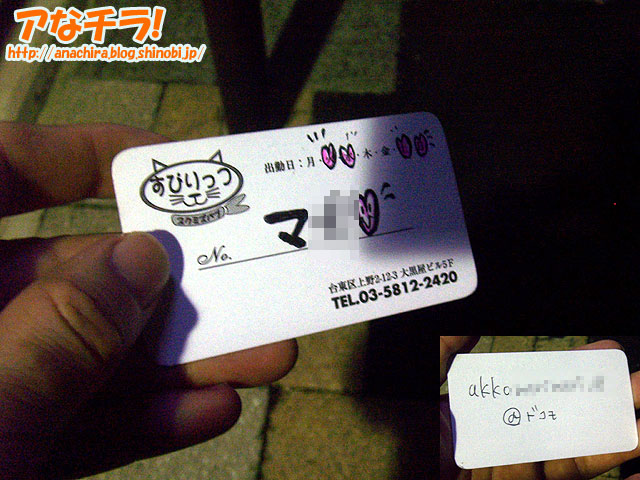 アなチラ!
http://anachira.blog.shinobi.jp/
出勤日:月・・・木・金・
すぴりっつ
スクミズパブ
マ
No.
台東区上野2-12-3 大黒屋ビル5F
TEL.03-5812-2420
akko
@ドコモ